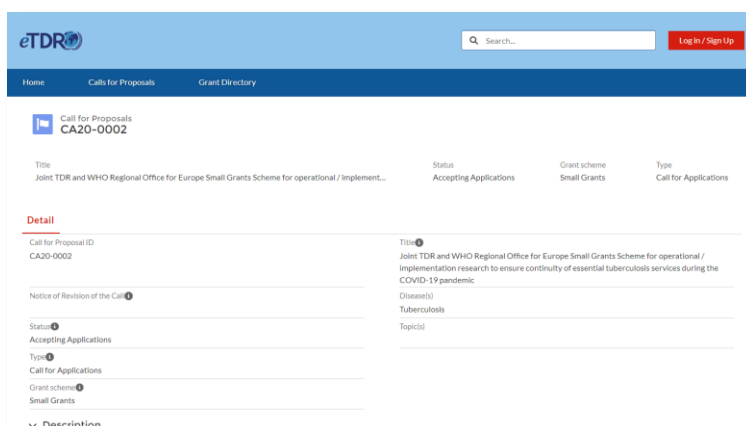 eTDR
Search...
Log in / Sign Up
Home Calls for Proposals Grant Directory
Call for Proposals
CA20-0002
Title Status Grant scheme Type
Joint TDR and WHO Regional Office for Europe Small Grants Scheme for operational / implement... Accepting Applications Small Grants Call for Applications
Detail
Call for Proposal ID
CA20-0002
Title
Joint TDR and WHO Regional Office for Europe Small Grants Scheme for operational /
implementation research to ensure continuity of essential tuberculosis services during the
COVID-19 pandemic
Notice of Revision of the Call
Disease(s)
Tuberculosis
Status
Accepting Applications
Topic(s)
Type
Call for Applications
Grant scheme
Small Grants
Description